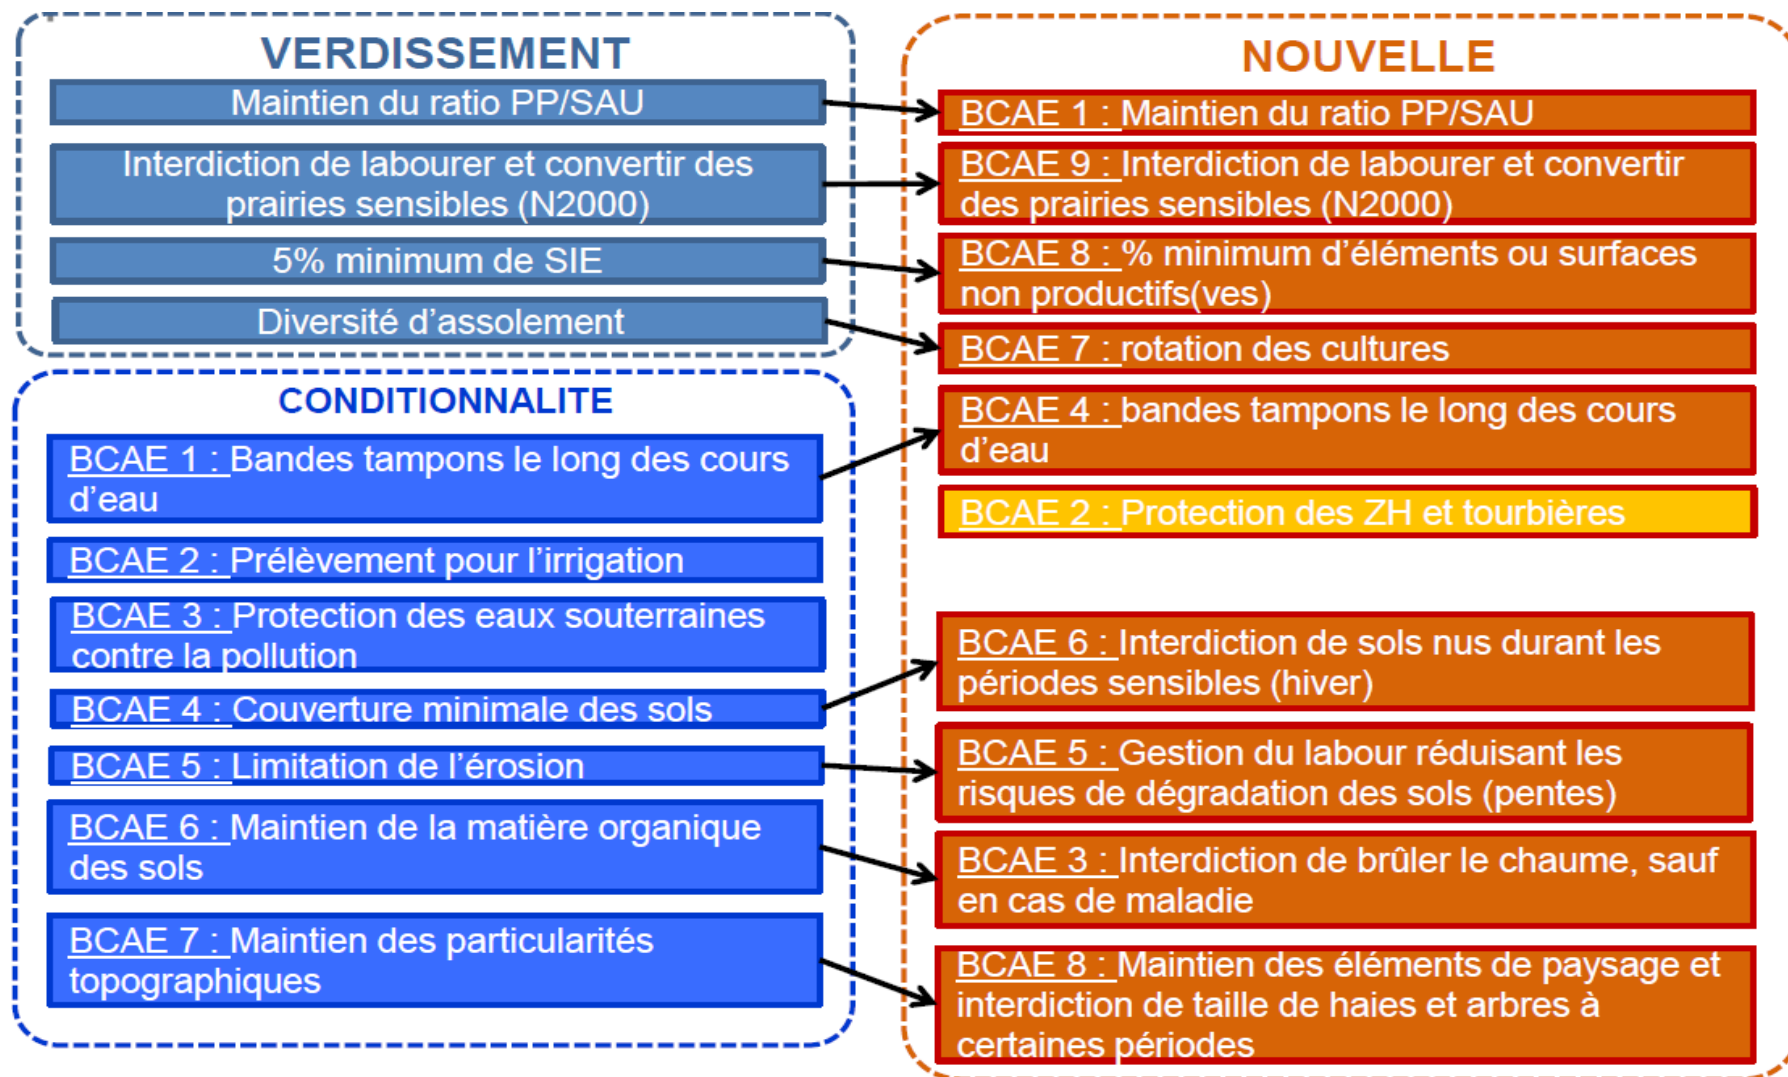 VERDISSEMENT
Maintien du ratio PP/SAU
Interdiction de labourer et convertir des
prairies sensibles (N2000)
5% minimum de SIE
Diversité d'assolement
CONDITIONNALITE
BCAE 1 : Bandes tampons le long des cours
d'eau
BCAE 2 : Prélèvement pour l'irrigation
BCAE 3 : Protection des eaux souterraines
contre la pollution
BCAE 4 : Couverture minimale des sols
BCAE 5 : Limitation de l'érosion
BCAE 6 : Maintien de la matière organique
des sols
BCAE 7 : Maintien des particularités
topographiques
NOUVELLE
BCAE 1 : Maintien du ratio PP/SAU
BCAE 9 : Interdiction de labourer et convertir
des prairies sensibles (N2000)
BCAE 8 : % minimum d'éléments ou surfaces
non productifs(ves)
BCAE 7 : rotation des cultures
BCAE 4 : bandes tampons le long des cours
d'eau
BCAE 2 : Protection des ZH et tourbières
BCAE 6 : Interdiction de sols nus durant les
périodes sensibles (hiver)
BCAE 5 : Gestion du labour réduisant les
risques de dégradation des sols (pentes)
BCAE 3 : Interdiction de brûler le chaume, sauf
en cas de maladie
BCAE 8 : Maintien des éléments de paysage et
interdiction de taille de haies et arbres à
certaines périodes